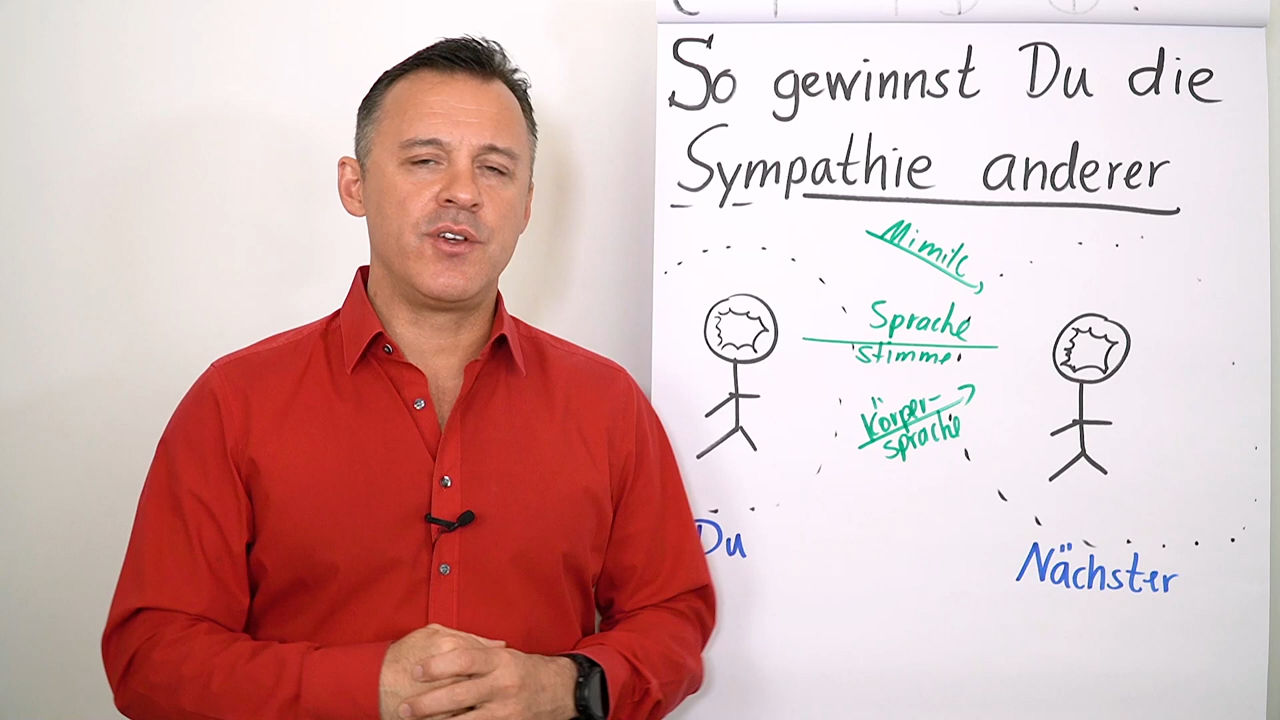 So gewinnst Du die
Sympathie anderer
Mimik
Sprache
Stimme
Körper-
sprache
Du
Nächster